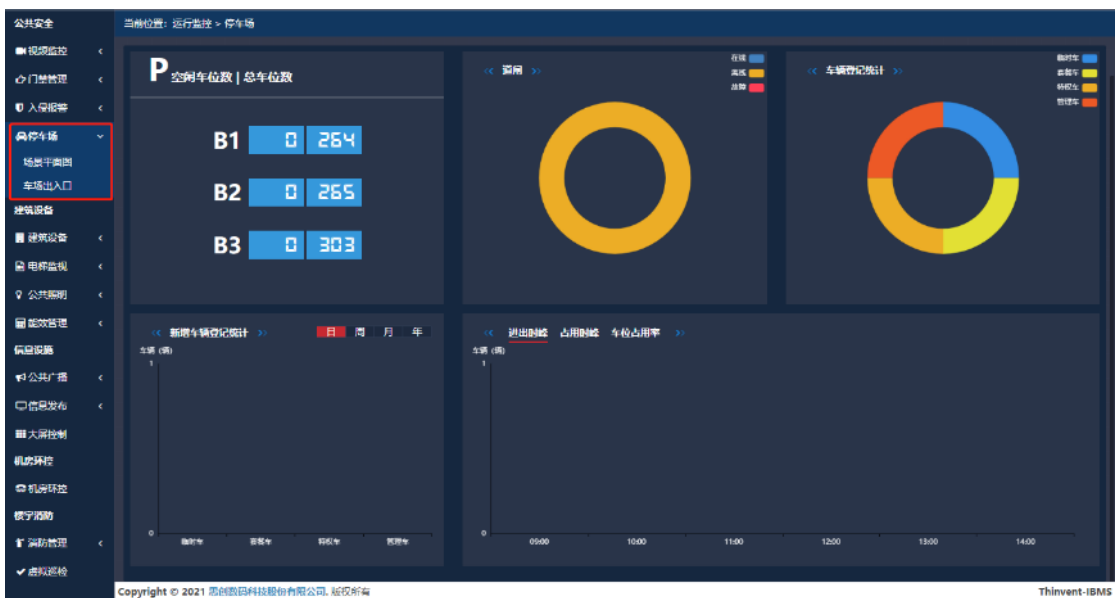 公共安全
视频监控
门禁管理
入侵报警
停车场
场景平面图
车场出入口
建筑设备
建筑设备
电梯监视
公共照明
能效管理
信息设施
公共广播
信息发布
大屏控制
机房环控
机房环控
楼宇消防
消防管理
虚拟巡检
当前位置：运行监控 > 停车场
P 空闲车位数 | 总车位数
B1 0 264
B2 0 265
B3 0 303
<< 道闸 >>
在线
离线
故障
<< 车辆登记统计 >>
临时车
套餐车
特权车
管理车
<< 新增车辆登记统计 >> 日 周 月 年
车辆 (辆)
1
0
临时车 套餐车 特权车 管理车
<< 进出时峰 占用时峰 车位占用率 >>
车辆 (辆)
1
0
09:00 10:00 11:00 12:00 13:00 14:00
Copyright © 2021 思创数码科技股份有限公司. 版权所有
Thinvent-IBMS